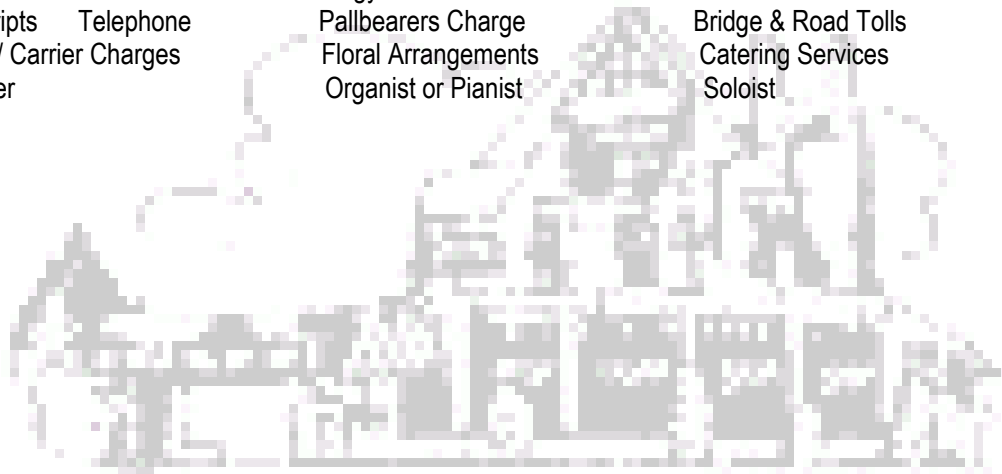 ipts Telephone Pallbearers Charge Bridge & Road Tolls
/ Carrier Charges Floral Arrangements Catering Services
er Organist or Pianist Soloist